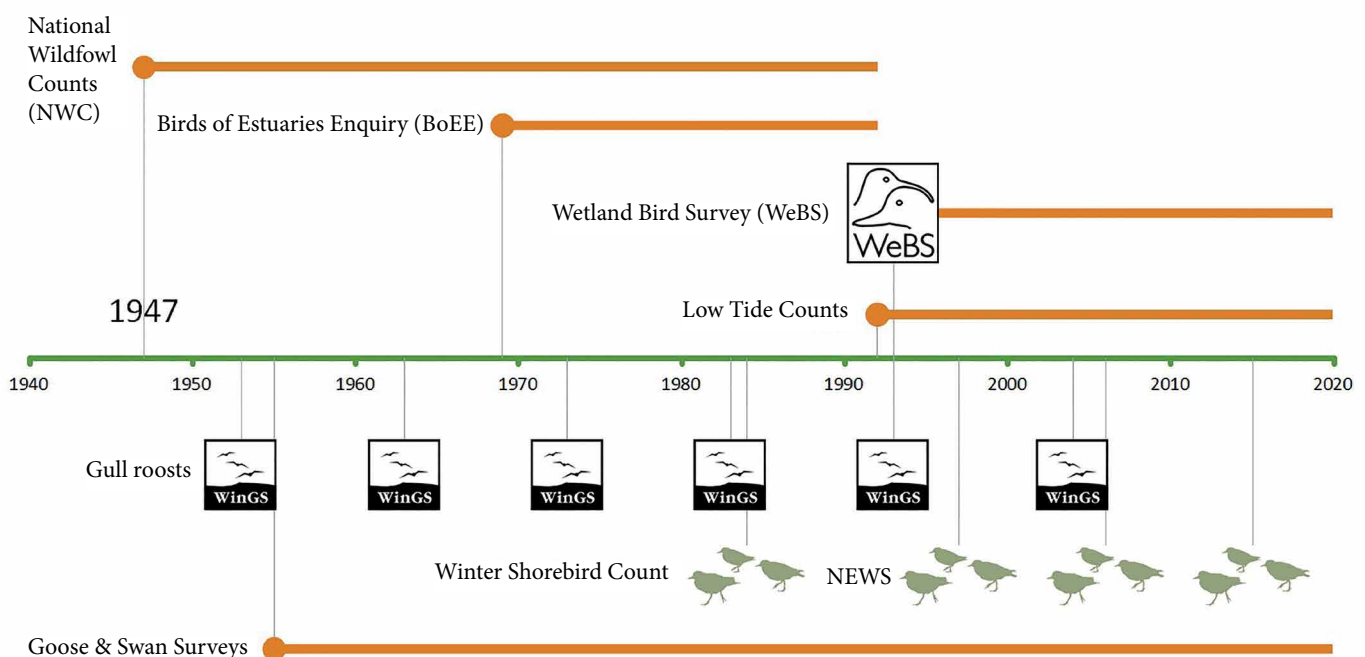 National
Wildfowl
Counts
(NWC)
Birds of Estuaries Enquiry (BoEE)
Wetland Bird Survey (WeBS)
WeBS
Low Tide Counts
1947
1940 1950 1960 1970 1980 1990 2000 2010 2020
Gull roosts
WinGS WinGS WinGS WinGS WinGS WinGS
Winter Shorebird Count
NEWS
Goose & Swan Surveys